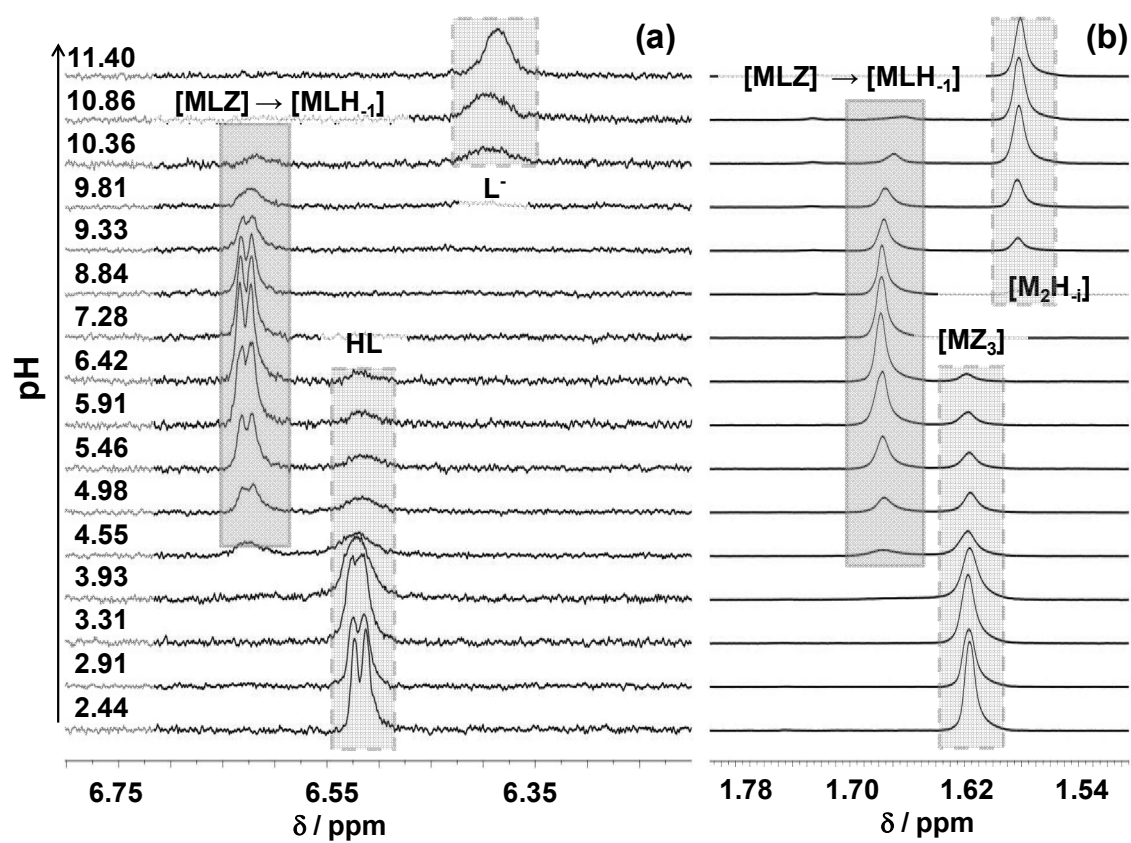 (a)
(b)
11.40
[MLZ] → [MLH₋₁]
[MLZ] → [MLH₋₁]
10.86
10.36
9.81
L⁻
9.33
8.84
[M₂H₋ᵢ]
7.28
HL
[MZ₃]
6.42
5.91
5.46
4.98
4.55
3.93
3.31
2.91
2.44
pH
6.75 6.55 6.35
1.78 1.70 1.62 1.54
δ / ppm
δ / ppm